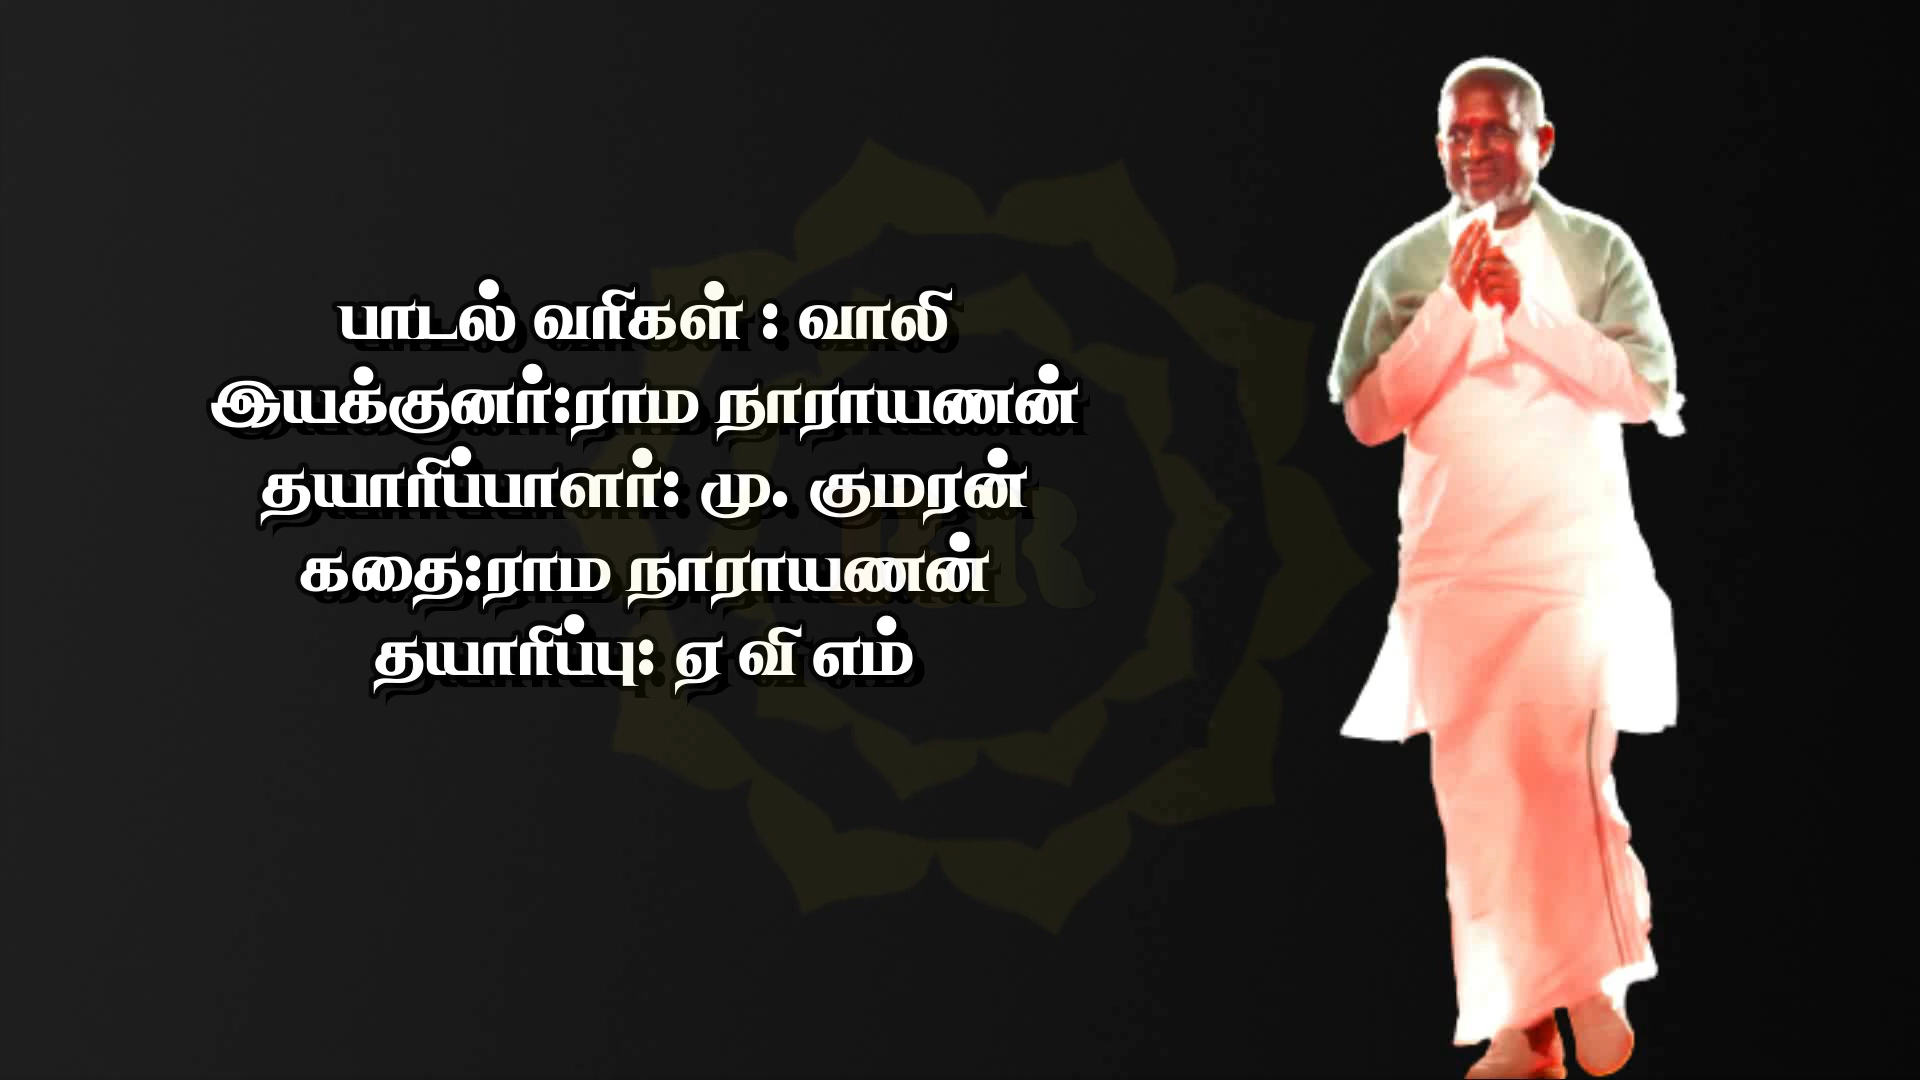 பாடல் வரிகள் : வாலி
இயக்குனர்:ராம நாராயணன்
தயாரிப்பாளர்: மு. குமரன்
கதை:ராம நாராயணன்
தயாரிப்பு: ஏ வி எம்